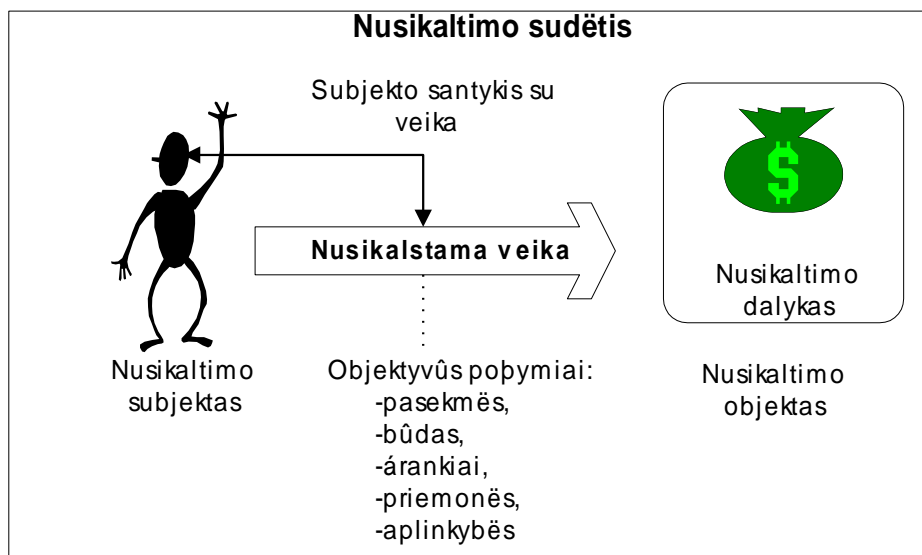 Nusikaltimo sudėtis
Subjekto santykis su
veika
$
Nusikalstama veika
Nusikaltimo
dalykas
Nusikaltimo
subjektas
Objektyvûs poþymiai:
-pasekmës,
-bûdas,
-árankiai,
-priemonës,
-aplinkybës
Nusikaltimo
objektas